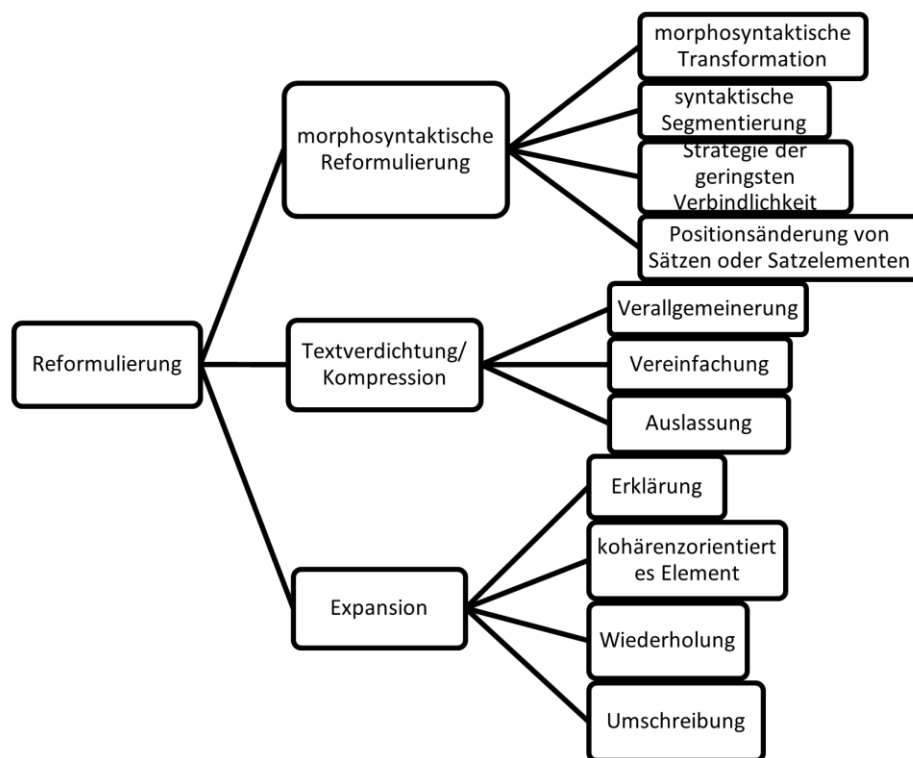 morphosyntaktische
Transformation
syntaktische
Segmentierung
morphosyntaktische
Reformulierung
Strategie der
geringsten
Verbindlichkeit
Positionsänderung von
Sätzen oder Satzelementen
Verallgemeinerung
Reformulierung
Textverdichtung/
Kompression
Vereinfachung
Auslassung
Erklärung
kohärenzorientiert
es Element
Expansion
Wiederholung
Umschreibung